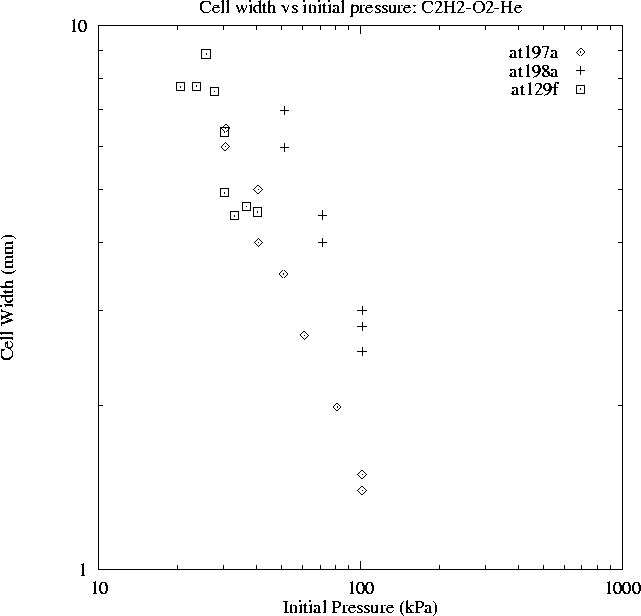 Cell width vs initial pressure: C2H2-O2-He
10
at197a
at198a
at129f
Cell Width (mm)
1
10
100
1000
Initial Pressure (kPa)